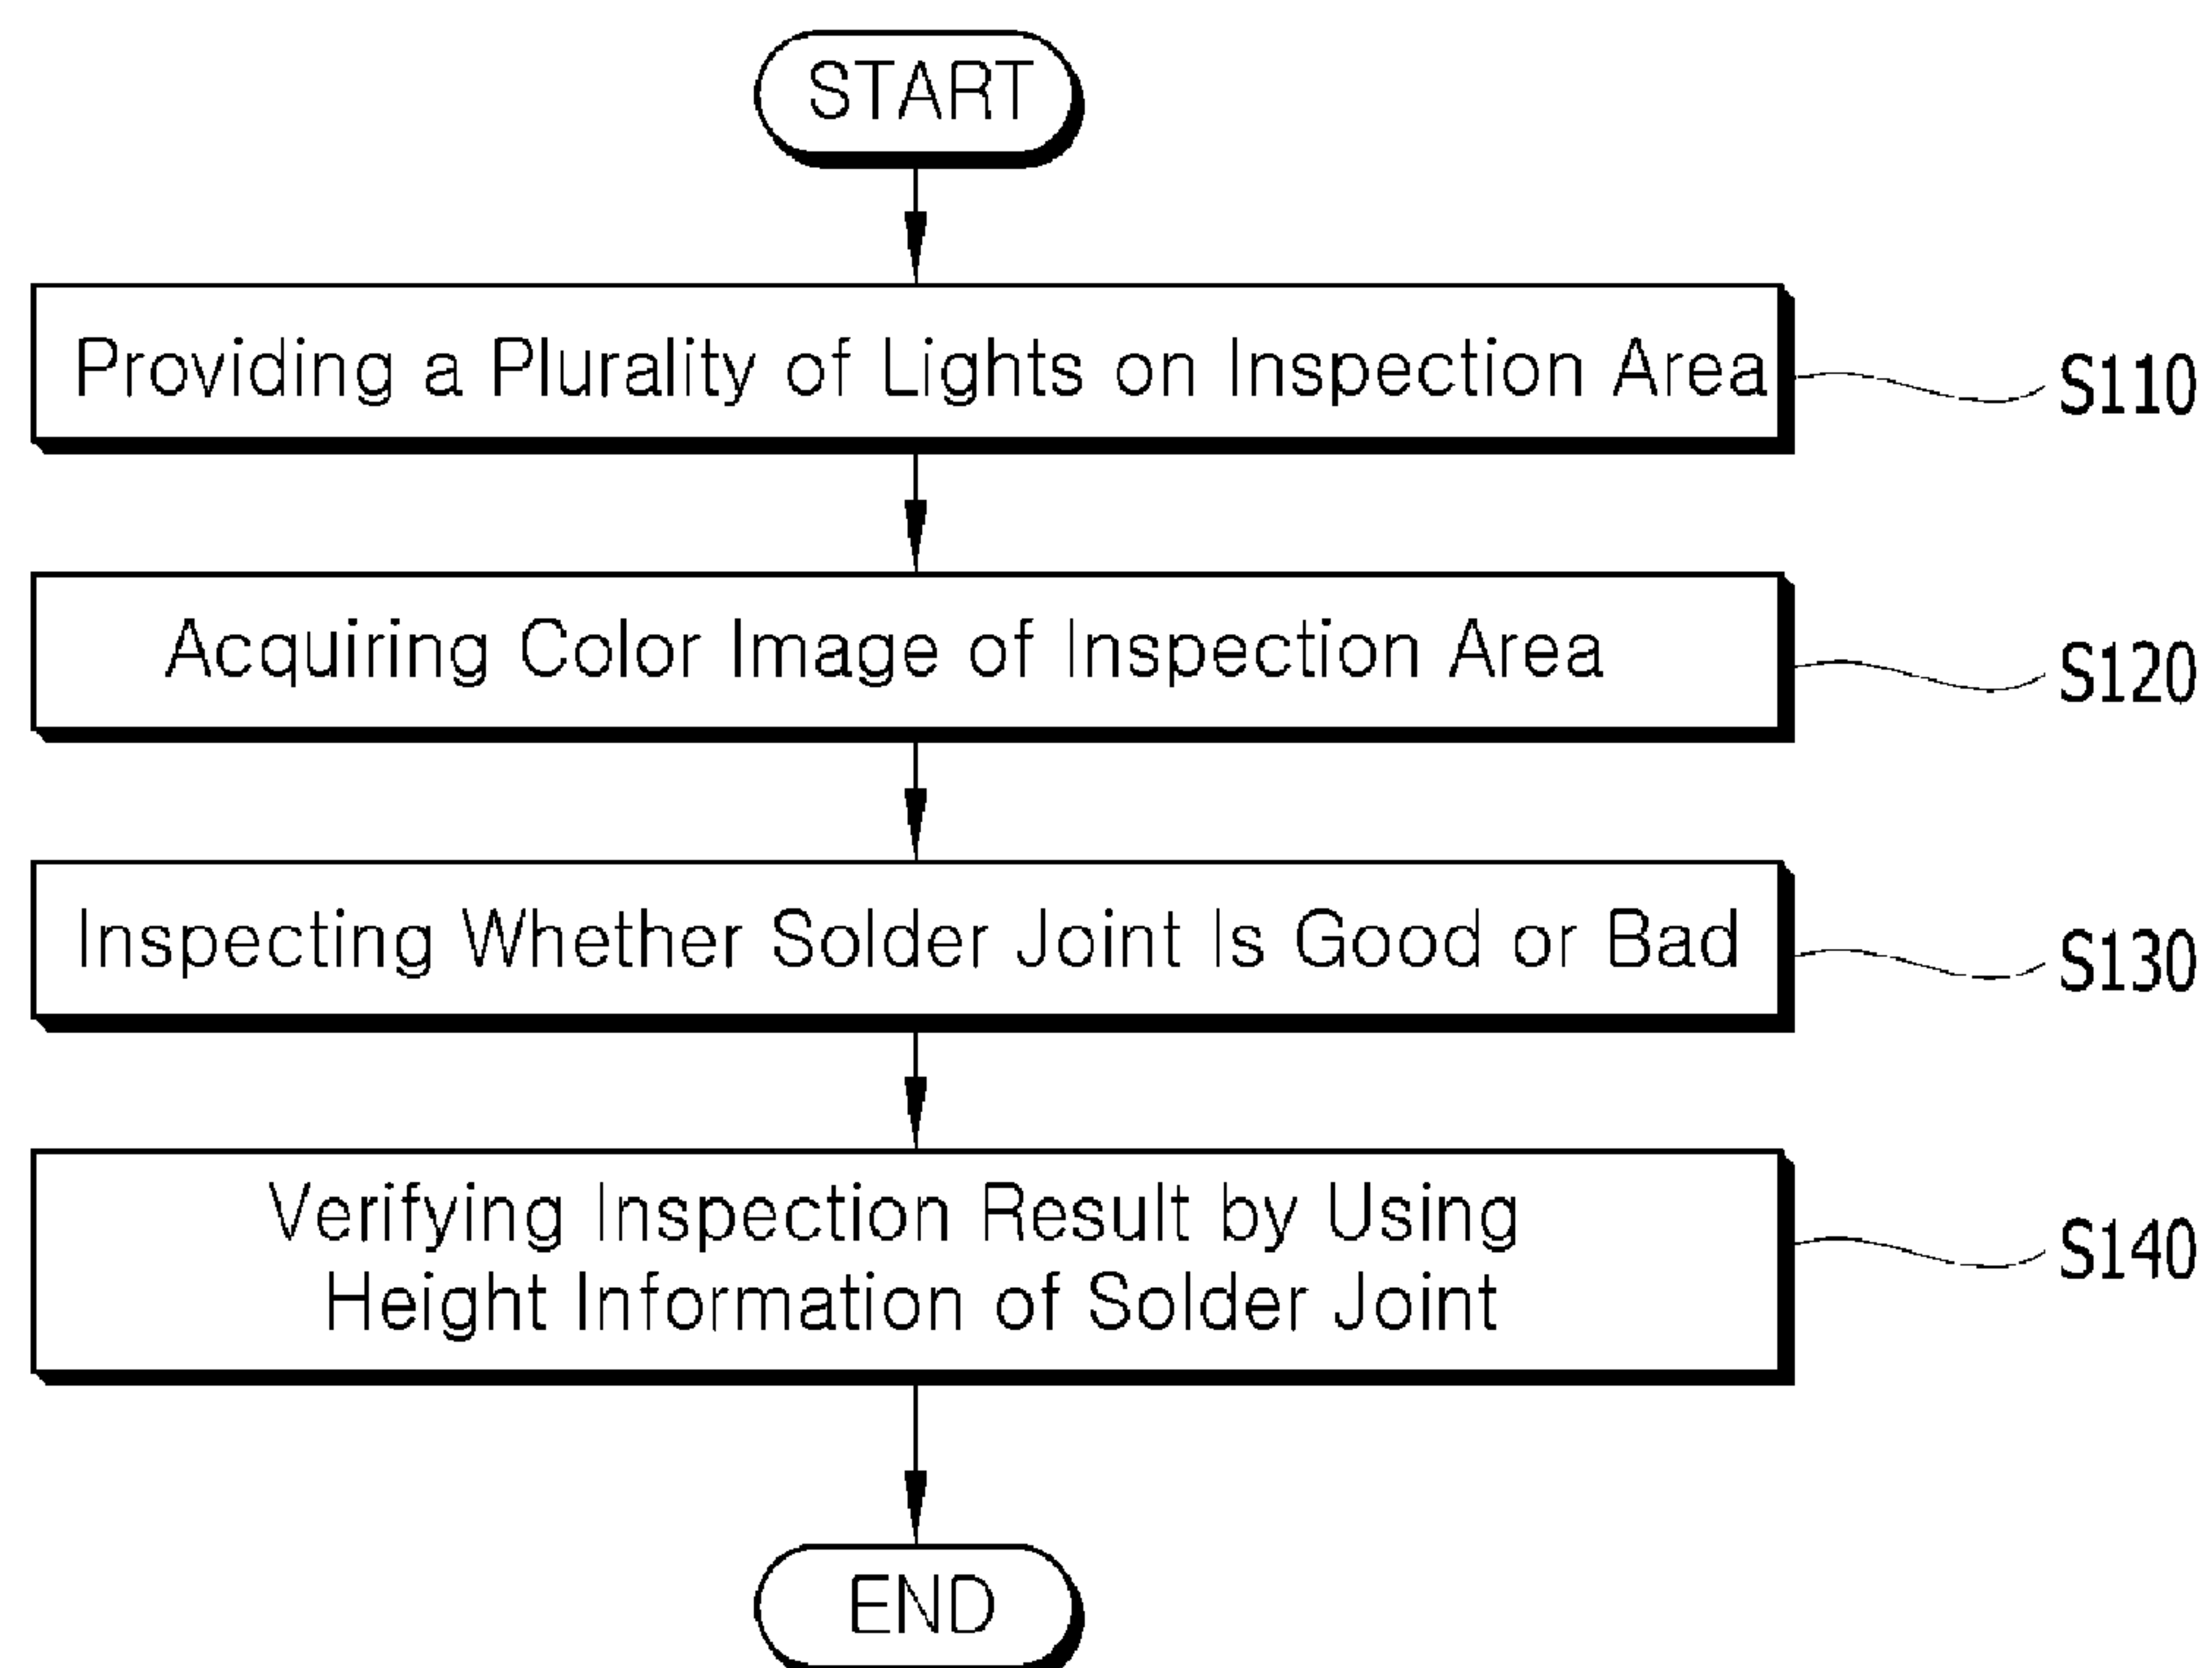 START
Providing a Plurality of Lights on Inspection Area
S110
Acquiring Color Image of Inspection Area
S120
Inspecting Whether Solder Joint Is Good or Bad
S130
Verifying Inspection Result by Using
Height Information of Solder Joint
S140
END